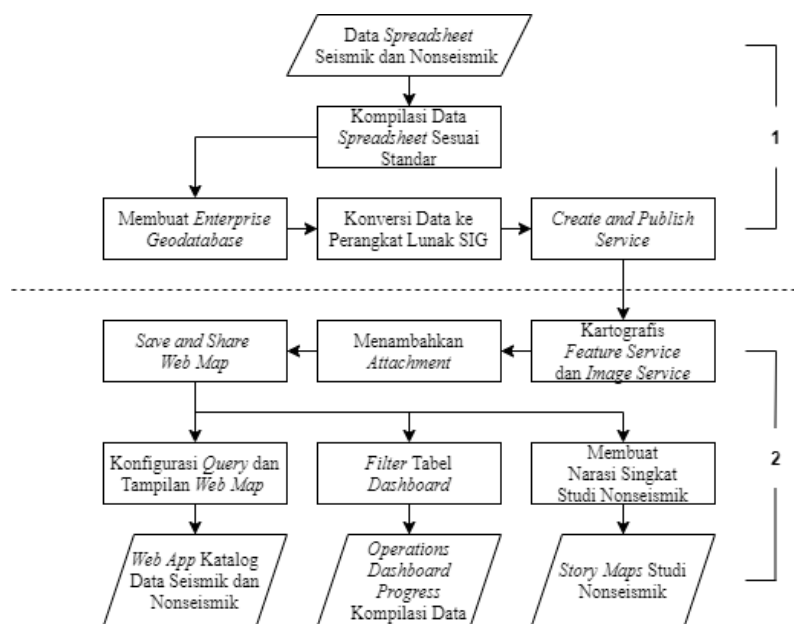 Data Spreadsheet
Seismik dan Nonseismik
Kompilasi Data
Spreadsheet Sesuai
Standar
1
Membuat Enterprise
Geodatabase
Konversi Data ke
Perangkat Lunak SIG
Create and Publish
Service
Save and Share
Web Map
Menambahkan
Attachment
Kartografis
Feature Service
dan Image Service
2
Konfigurasi Query dan
Tampilan Web Map
Filter Tabel
Dashboard
Membuat
Narasi Singkat
Studi Nonseismik
Web App Katalog
Data Seismik dan
Nonseismik
Operations
Dashboard
Progress
Kompilasi Data
Story Maps Studi
Nonseismik